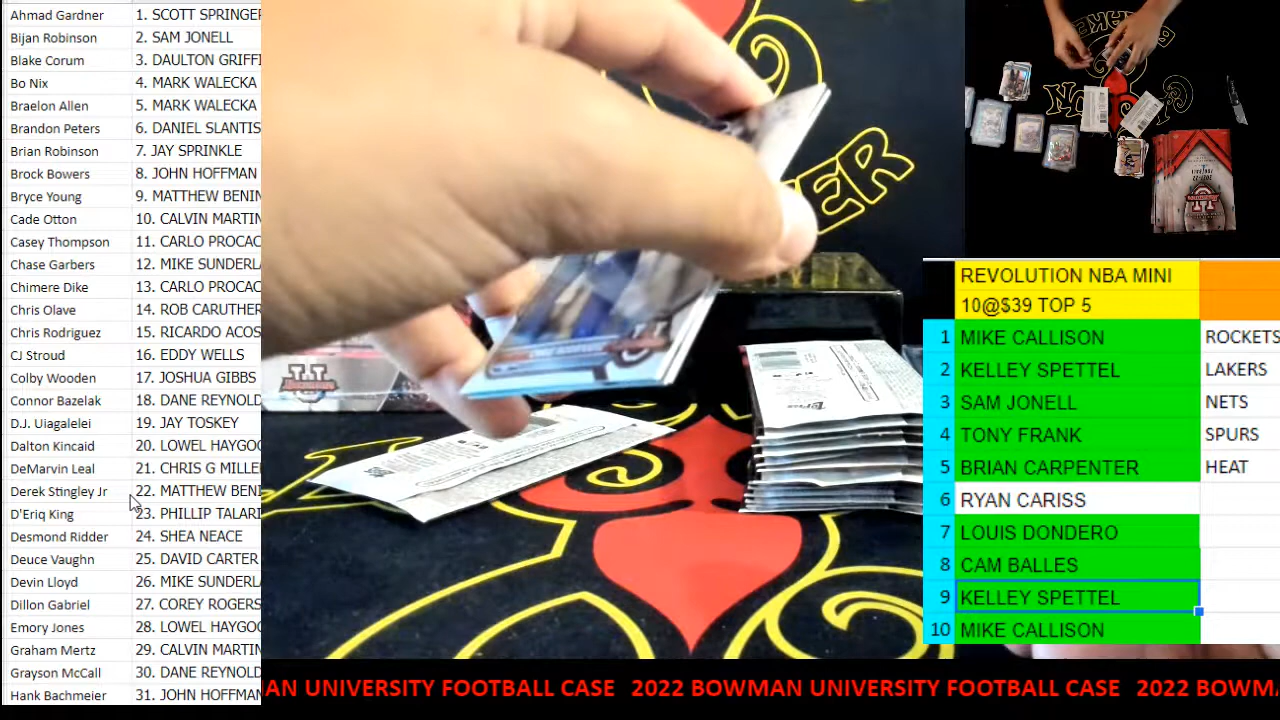 Ahmad Gardner 1. SCOTT SPRINGER
Bijan Robinson 2. SAM JONELL
Blake Corum 3. DAULTON GRIFFI
Bo Nix 4. MARK WALECKA
Braelon Allen 5. MARK WALECKA
Brandon Peters 6. DANIEL SLANTIS
Brian Robinson 7. JAY SPRINKLE
Brock Bowers 8. JOHN HOFFMAN
Bryce Young 9. MATTHEW BENIN
Cade Otton 10. CALVIN MARTIN
Casey Thompson 11. CARLO PROCAC
Chase Garbers 12. MIKE SUNDERL
Chimere Dike 13. CARLO PROCAC
Chris Olave 14. ROB CARUTHER
Chris Rodriguez 15. RICARDO ACOS
CJ Stroud 16. EDDY WELLS
Colby Wooden 17. JOSHUA GIBBS
Connor Bazelak 18. DANE REYNOLD
D.J. Uiagalelei 19. JAY TOSKEY
Dalton Kincaid 20. LOWEL HAYGOO
DeMarvin Leal 21. CHRIS G MILLE
Derek Stingley Jr 22. MATTHEW BENI
D'Eriq King 23. PHILLIP TALARI
Desmond Ridder 24. SHEA NEACE
Deuce Vaughn 25. DAVID CARTER
Devin Lloyd 26. MIKE SUNDERLA
Dillon Gabriel 27. COREY ROGERS
Emory Jones 28. LOWEL HAYGOO
Graham Mertz 29. CALVIN MARTIN
Grayson McCall 30. DANE REYNOLD
Hank Bachmeier 31. JOHN HOFFMAN
ER
REVOLUTION NBA MINI
10@$39 TOP 5
1 MIKE CALLISON ROCKETS
2 KELLEY SPETTEL LAKERS
3 SAM JONELL NETS
4 TONY FRANK SPURS
5 BRIAN CARPENTER HEAT
6 RYAN CARISS
7 LOUIS DONDERO
8 CAM BALLES
9 KELLEY SPETTEL
10 MIKE CALLISON
AN UNIVERSITY FOOTBALL CASE 2022 BOWMAN UNIVERSITY FOOTBALL CASE 2022 BOWM